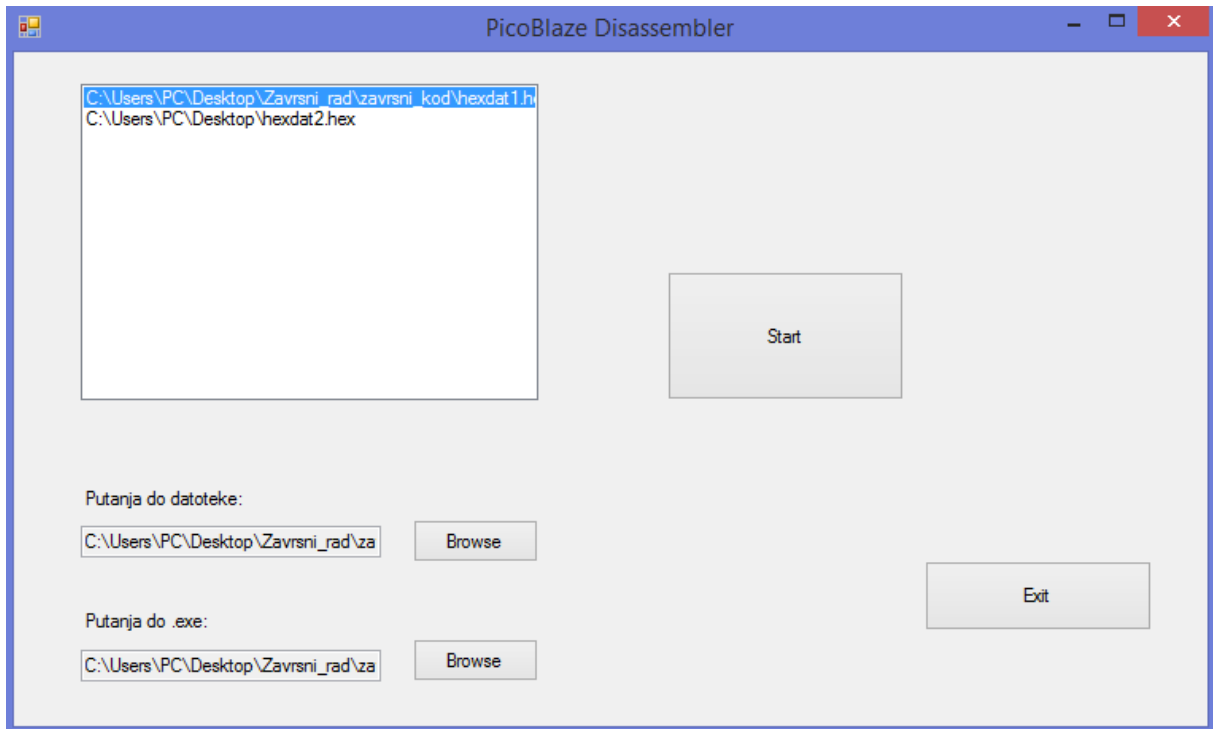 PicoBlaze Disassembler
C:\Users\PC\Desktop\Zavrsni_rad\zavrsni_kod\hexdat1.he
C:\Users\PC\Desktop\hexdat2.hex
Start
Putanja do datoteke:
C:\Users\PC\Desktop\Zavrsni_rad\za
Browse
Exit
Putanja do .exe:
C:\Users\PC\Desktop\Zavrsni_rad\za
Browse